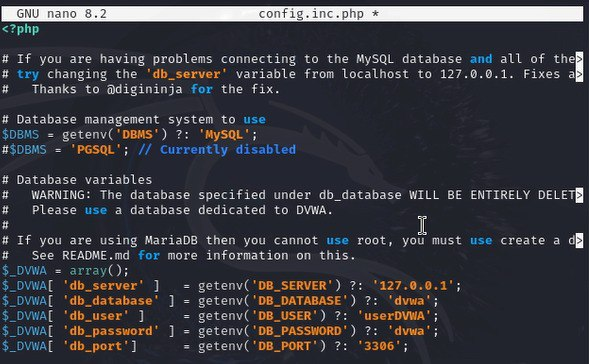 GNU nano 8.2 config.inc.php *
<?php
# If you are having problems connecting to the MySQL database and all of the>
# try changing the 'db_server' variable from localhost to 127.0.0.1. Fixes a>
#   Thanks to @digininja for the fix.
# Database management system to use
$DBMS = getenv('DBMS') ?: 'MySQL';
#$DBMS = 'PGSQL'; // Currently disabled
# Database variables
#   WARNING: The database specified under db_database WILL BE ENTIRELY DELET>
#   Please use a database dedicated to DVWA.
#
# If you are using MariaDB then you cannot use root, you must use create a d>
#   See README.md for more information on this.
$_DVWA = array();
$_DVWA[ 'db_server' ]   = getenv('DB_SERVER') ?: '127.0.0.1';
$_DVWA[ 'db_database' ] = getenv('DB_DATABASE') ?: 'dvwa';
$_DVWA[ 'db_user' ]     = getenv('DB_USER') ?: 'userDVWA';
$_DVWA[ 'db_password' ] = getenv('DB_PASSWORD') ?: 'dvwa';
$_DVWA[ 'db_port']      = getenv('DB_PORT') ?: '3306';